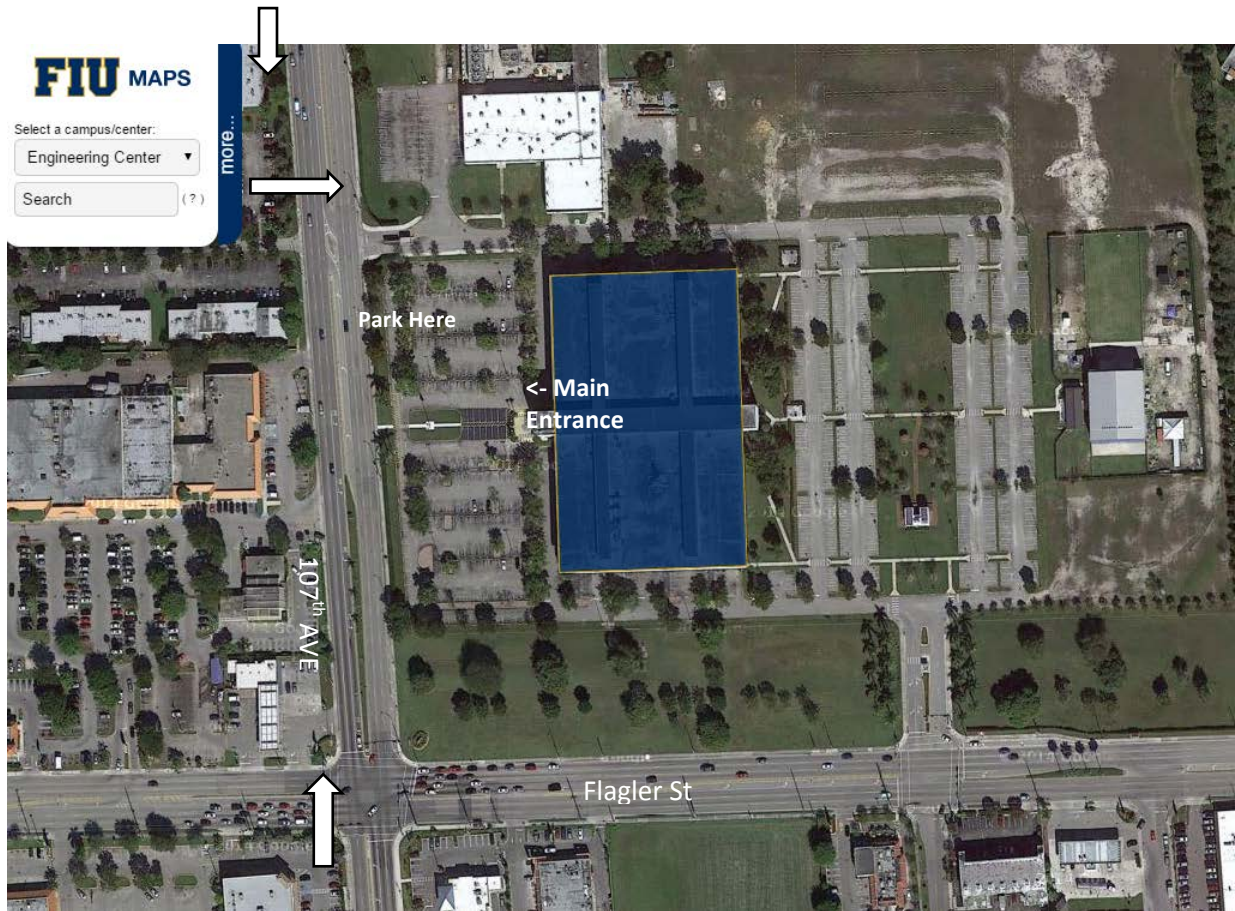 FIU MAPS
Select a campus/center:
Engineering Center
Search
( ? )
more...
Park Here
<- Main
Entrance
107th AVE
Flagler St